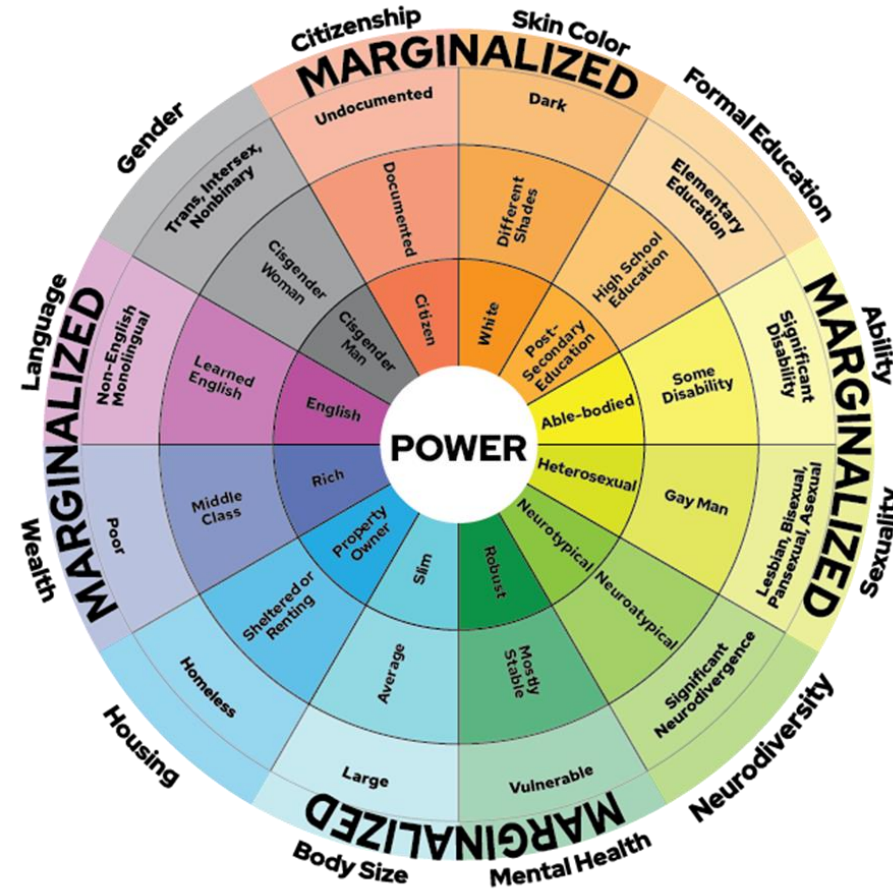 Citizenship
Skin Color
Formal Education
Ability
Sexuality
Neurodiversity
Mental Health
Body Size
Housing
Wealth
Language
Gender
MARGINALIZED
MARGINALIZED
MARGINALIZED
MARGINALIZED
Undocumented
Documented
Citizen
Dark
Different
Shades
White
Elementary
Education
High School
Education
Post-
Secondary
Education
Significant
Disability
Some
Disability
Able-bodied
Lesbian, Bisexual,
Pansexual, Asexual
Gay Man
Heterosexual
Significant
Neurodivergence
Neuroatypical
Neurotypical
Vulnerable
Mostly
Stable
Robust
Large
Average
Slim
Homeless
Sheltered or
Renting
Property
Owner
Poor
Middle
Class
Rich
Non-English
Monolingual
Learned
English
English
Trans, Intersex,
Nonbinary
Cisgender
Woman
Cisgender
Man
POWER